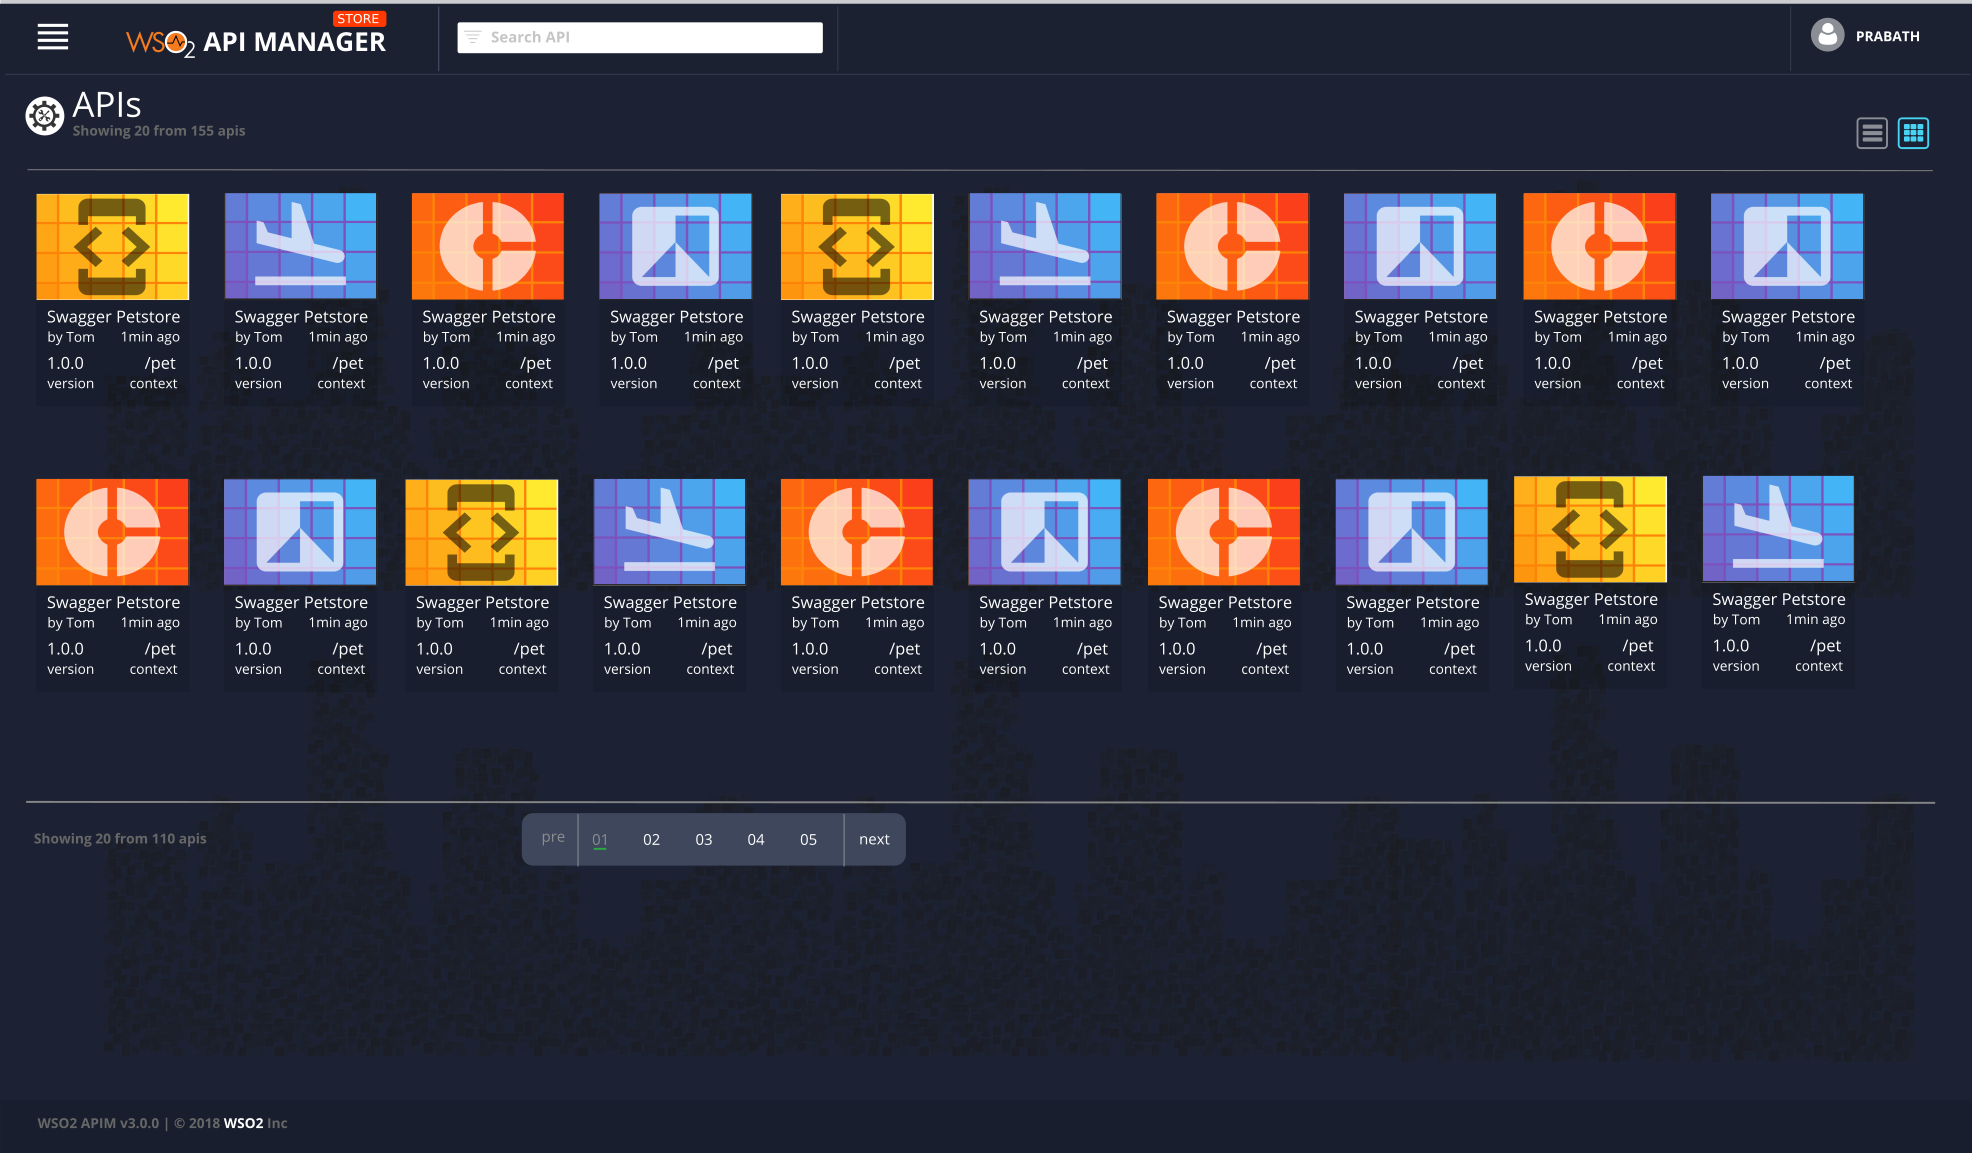 STORE
WSO2 API MANAGER
Search API
PRABATH
APIs
Showing 20 from 155 apis
Swagger Petstore Swagger Petstore Swagger Petstore Swagger Petstore Swagger Petstore Swagger Petstore Swagger Petstore Swagger Petstore Swagger Petstore Swagger Petstore
by Tom 1min ago by Tom 1min ago by Tom 1min ago by Tom 1min ago by Tom 1min ago by Tom 1min ago by Tom 1min ago by Tom 1min ago by Tom 1min ago by Tom 1min ago
1.0.0 /pet 1.0.0 /pet 1.0.0 /pet 1.0.0 /pet 1.0.0 /pet 1.0.0 /pet 1.0.0 /pet 1.0.0 /pet 1.0.0 /pet 1.0.0 /pet
version context version context version context version context version context version context version context version context version context version context
Swagger Petstore Swagger Petstore Swagger Petstore Swagger Petstore Swagger Petstore Swagger Petstore Swagger Petstore Swagger Petstore Swagger Petstore Swagger Petstore
by Tom 1min ago by Tom 1min ago by Tom 1min ago by Tom 1min ago by Tom 1min ago by Tom 1min ago by Tom 1min ago by Tom 1min ago by Tom 1min ago by Tom 1min ago
1.0.0 /pet 1.0.0 /pet 1.0.0 /pet 1.0.0 /pet 1.0.0 /pet 1.0.0 /pet 1.0.0 /pet 1.0.0 /pet 1.0.0 /pet 1.0.0 /pet
version context version context version context version context version context version context version context version context version context version context
Showing 20 from 110 apis
pre 01 02 03 04 05 next
WSO2 APIM v3.0.0 | © 2018 WSO2 Inc